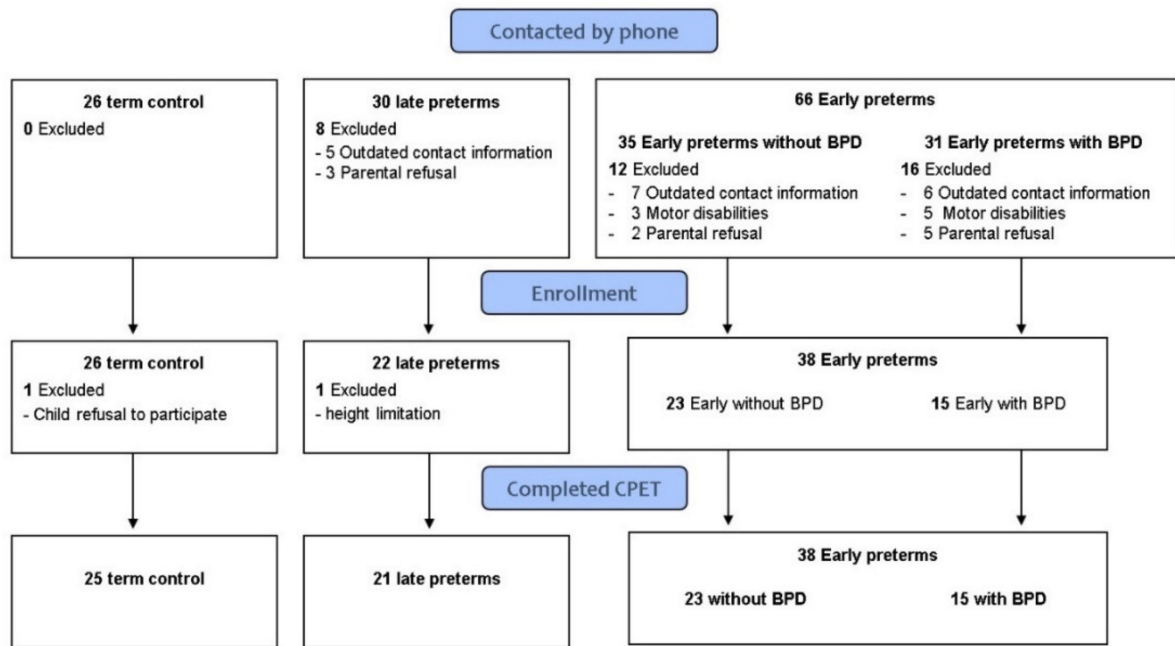 Contacted by phone
26 term control
0 Excluded
30 late preterms
8 Excluded
- 5 Outdated contact information
- 3 Parental refusal
66 Early preterms
35 Early preterms without BPD
12 Excluded
- 7 Outdated contact information
- 3 Motor disabilities
- 2 Parental refusal
31 Early preterms with BPD
16 Excluded
- 6 Outdated contact information
- 5 Motor disabilities
- 5 Parental refusal
Enrollment
26 term control
1 Excluded
- Child refusal to participate
22 late preterms
1 Excluded
- height limitation
38 Early preterms
23 Early without BPD
15 Early with BPD
Completed CPET
25 term control
21 late preterms
38 Early preterms
23 without BPD
15 with BPD